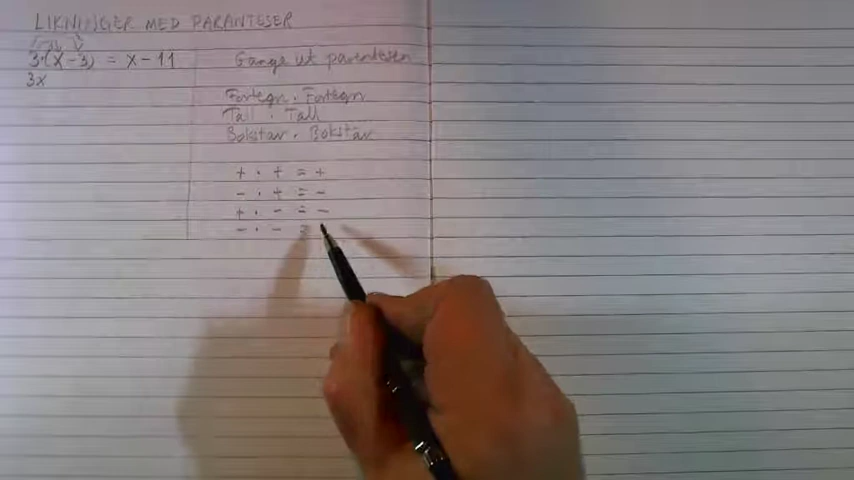 LIKNINGER MED PARANTESER
3·(x-3) = x-11
3x
Gange ut parentesen
Fortegn · Fortegn
Tall · Tall
Bokstav · Bokstav
+ · + = +
- · + = -
+ · - = -
- · - =